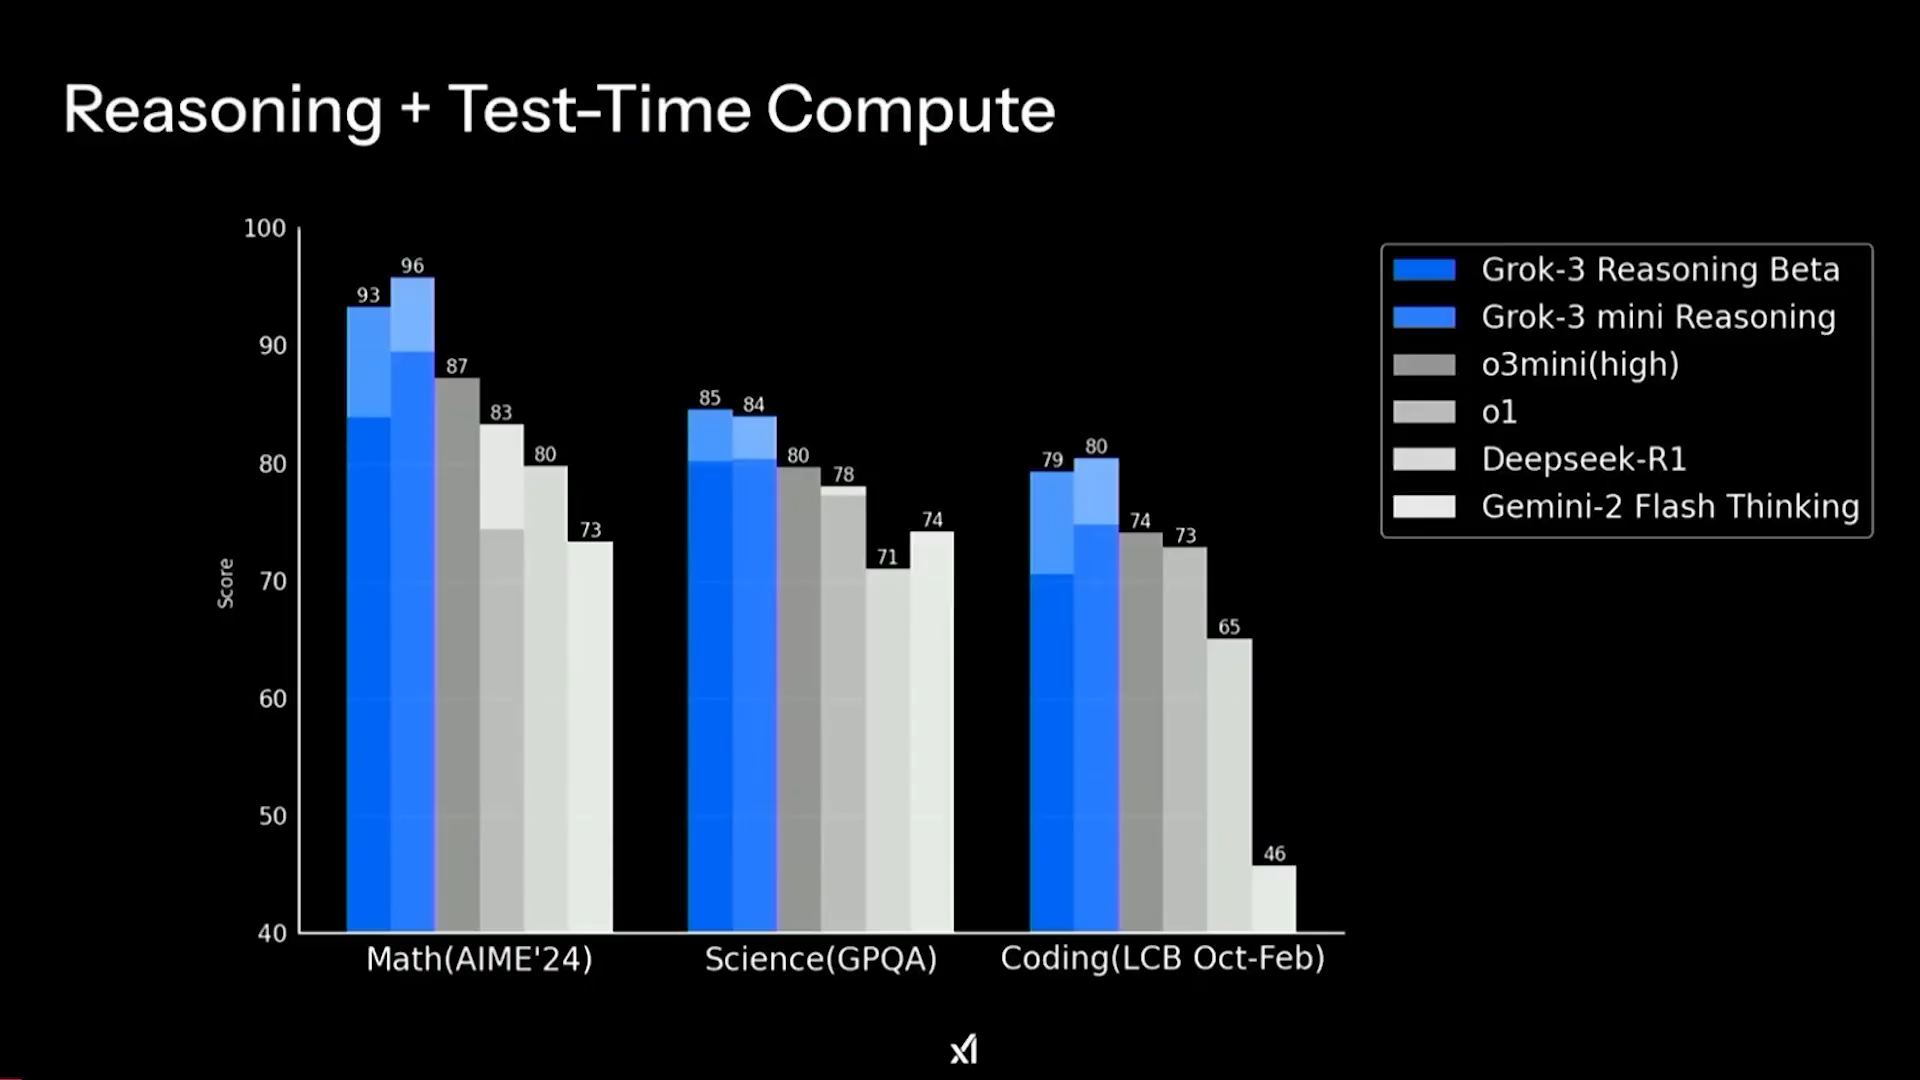 Reasoning + Test-Time Compute
100
90
80
70
60
50
40
Score
93
96
87
83
80
73
85
84
80
78
71
74
79
80
74
73
65
46
Math(AIME'24)
Science(GPQA)
Coding(LCB Oct-Feb)
Grok-3 Reasoning Beta
Grok-3 mini Reasoning
o3mini(high)
o1
Deepseek-R1
Gemini-2 Flash Thinking
xI